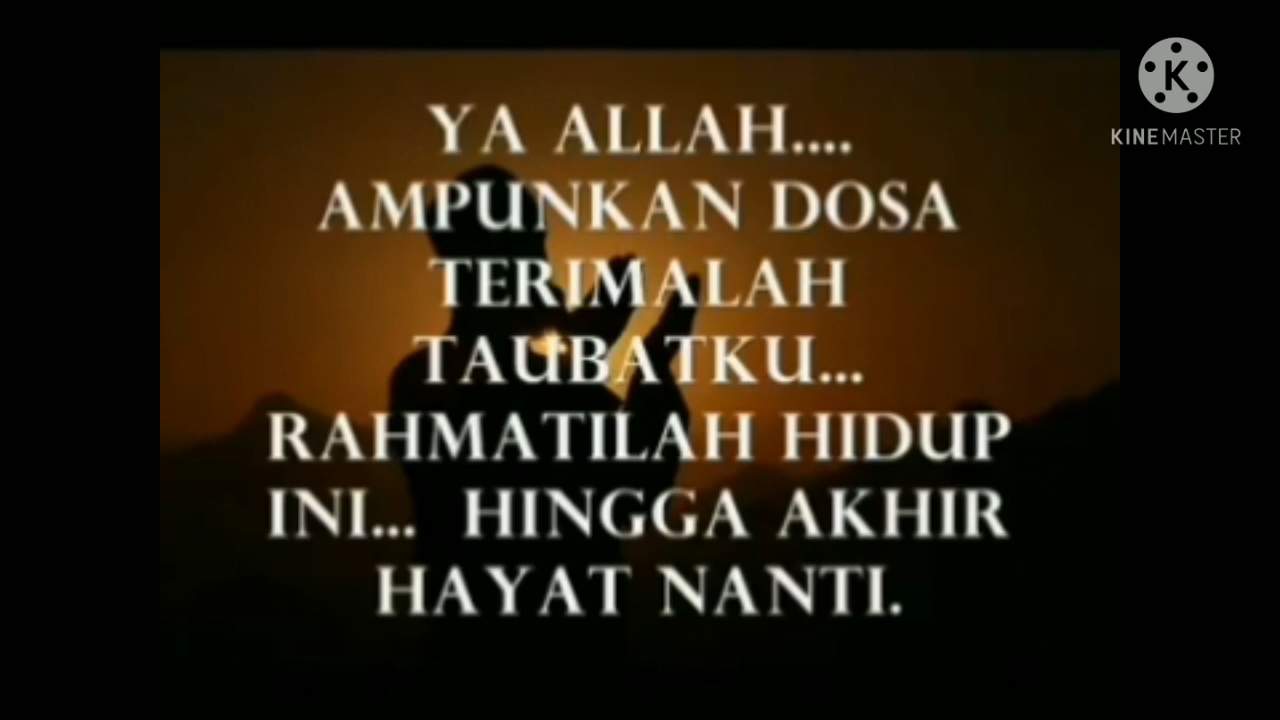 YA ALLAH....
AMPUNKAN DOSA
TERIMALAH
TAUBATKU...
RAHMATILAH HIDUP
INI... HINGGA AKHIR
HAYAT NANTI.
K
KINEMASTER